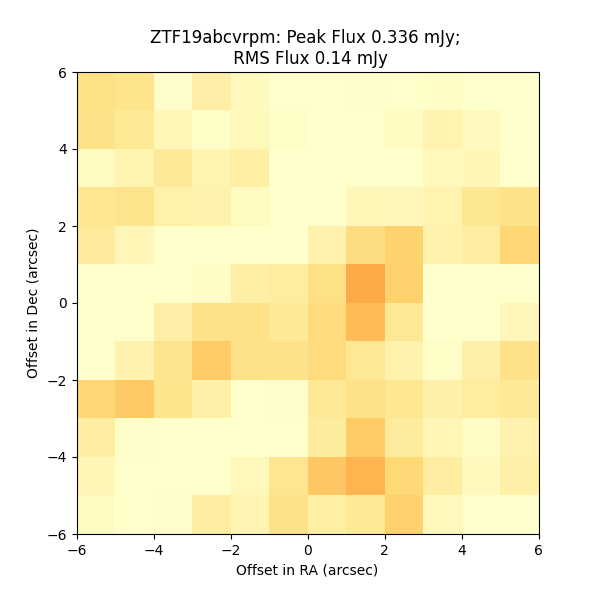 ZTF19abcvrpm: Peak Flux 0.336 mJy;
RMS Flux 0.14 mJy
6
4
2
0
−2
−4
−6
Offset in Dec (arcsec)
−6 −4 −2 0 2 4 6
Offset in RA (arcsec)